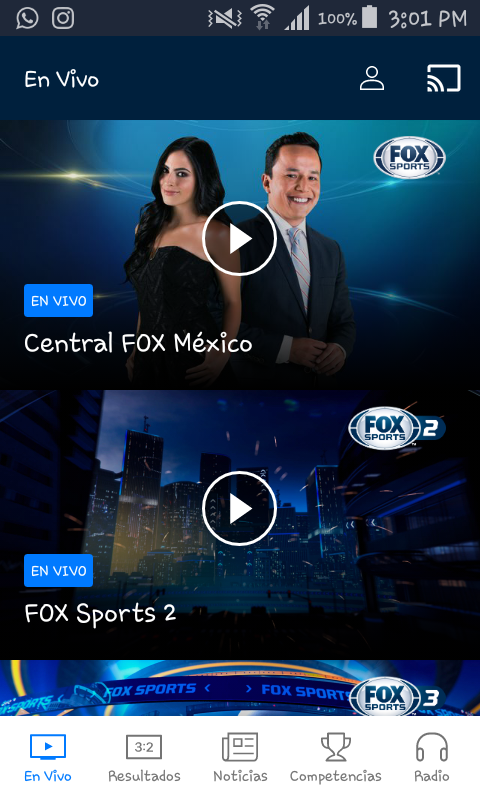 100% 3:01 PM
En Vivo
FOX
SPORTS
EN VIVO
Central FOX México
FOX
SPORTS 2
EN VIVO
FOX Sports 2
FOX SPORTS
FOX SPORTS
FOX
SPORTS 3
3:2
En Vivo Resultados Noticias Competencias Radio